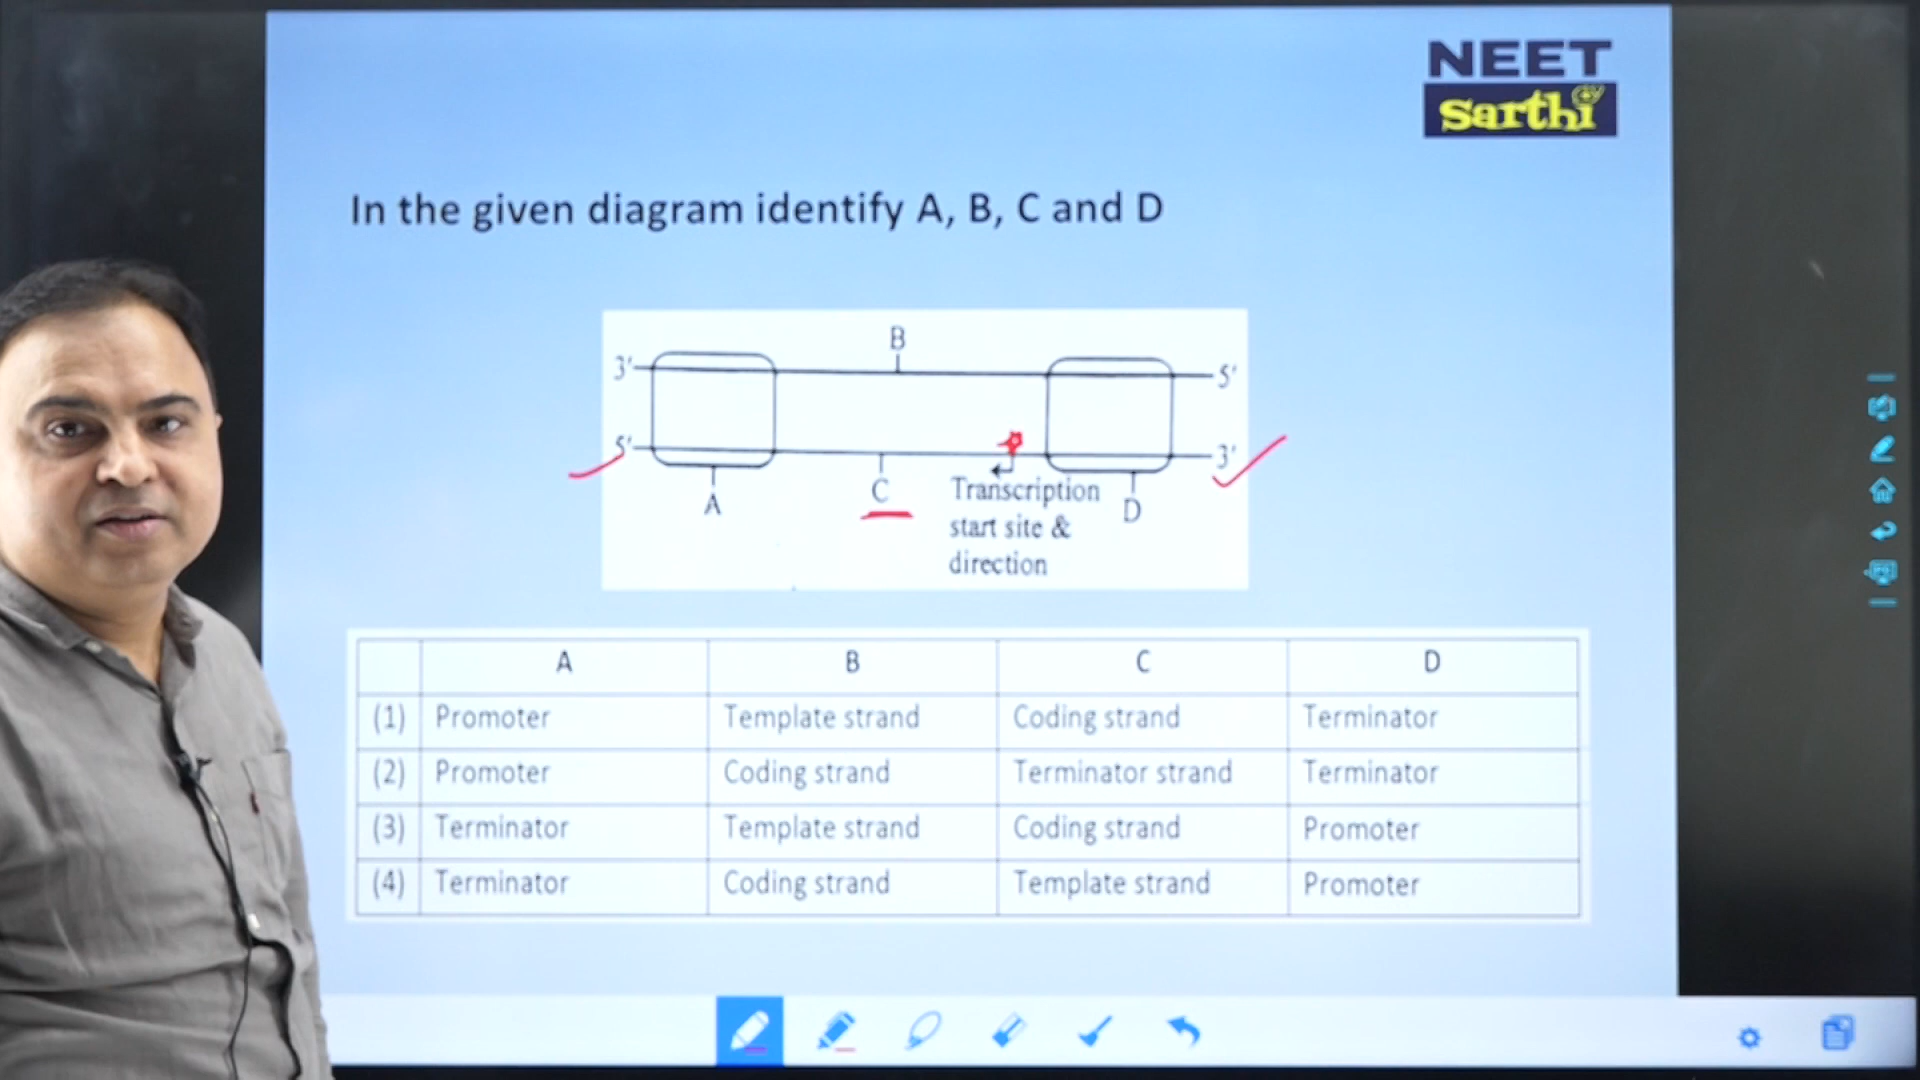 NEET
Sarthi
In the given diagram identify A, B, C and D
B
3' 5'
5' 3'
A C Transcription D
start site &
direction
A B C D
(1) Promoter Template strand Coding strand Terminator
(2) Promoter Coding strand Terminator strand Terminator
(3) Terminator Template strand Coding strand Promoter
(4) Terminator Coding strand Template strand Promoter